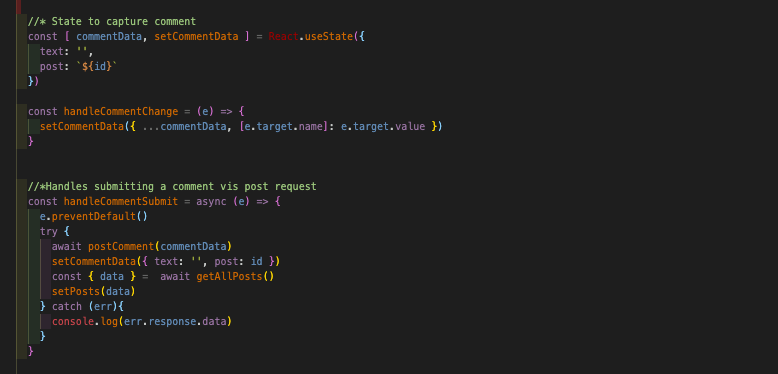 //* State to capture comment
const [ commentData, setCommentData ] = React.useState({
  text: '',
  post: `${id}`
})
const handleCommentChange = (e) => {
  setCommentData({ ...commentData, [e.target.name]: e.target.value })
}
//*Handles submitting a comment vis post request
const handleCommentSubmit = async (e) => {
  e.preventDefault()
  try {
    await postComment(commentData)
    setCommentData({ text: '', post: id })
    const { data } =  await getAllPosts()
    setPosts(data)
  } catch (err){
    console.log(err.response.data)
  }
}